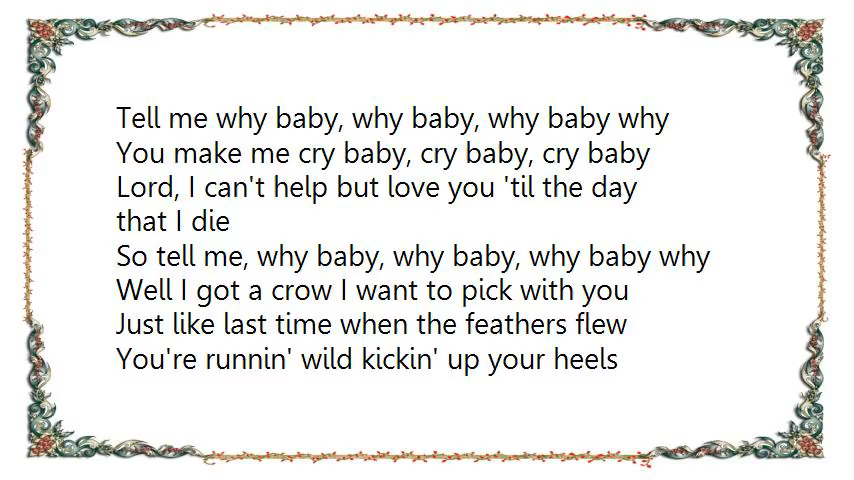 Tell me why baby, why baby, why baby why
You make me cry baby, cry baby, cry baby
Lord, I can't help but love you 'til the day
that I die
So tell me, why baby, why baby, why baby why
Well I got a crow I want to pick with you
Just like last time when the feathers flew
You're runnin' wild kickin' up your heels